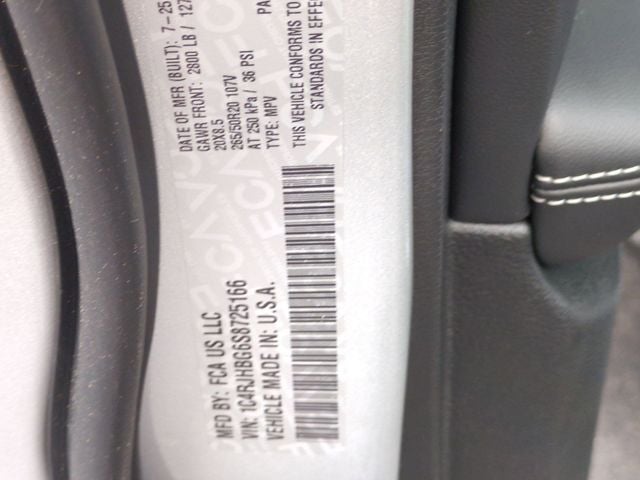 MFD BY: FCA US LLC
DATE OF MFR (BUILT): 7-25
GAWR FRONT: 2800 LB / 127
20X8.5
265/50R20 107V
AT 250 kPa / 36 PSI
PA
VIN: 1C4RJHBG6S8725166
TYPE: MPV
VEHICLE MADE IN: U.S.A.
THIS VEHICLE CONFORMS TO
STANDARDS IN EFFE